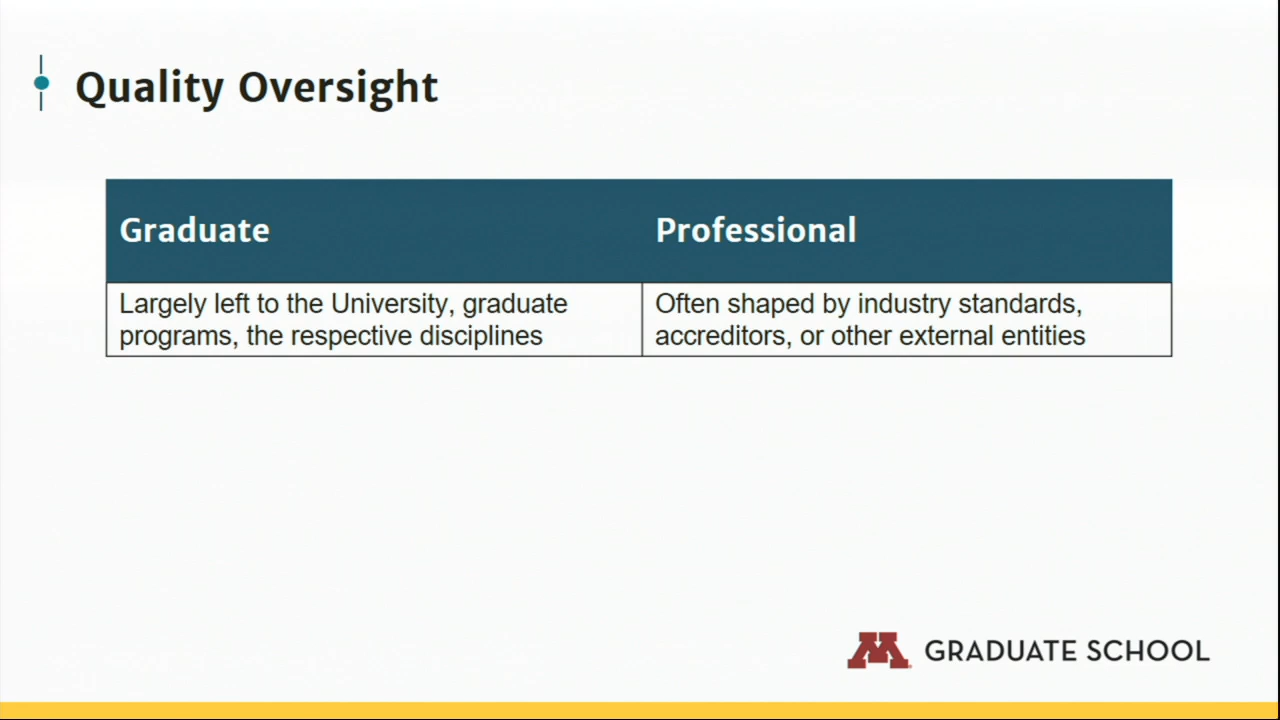 Quality Oversight
Graduate
Professional
Largely left to the University, graduate
programs, the respective disciplines
Often shaped by industry standards,
accreditors, or other external entities
M GRADUATE SCHOOL